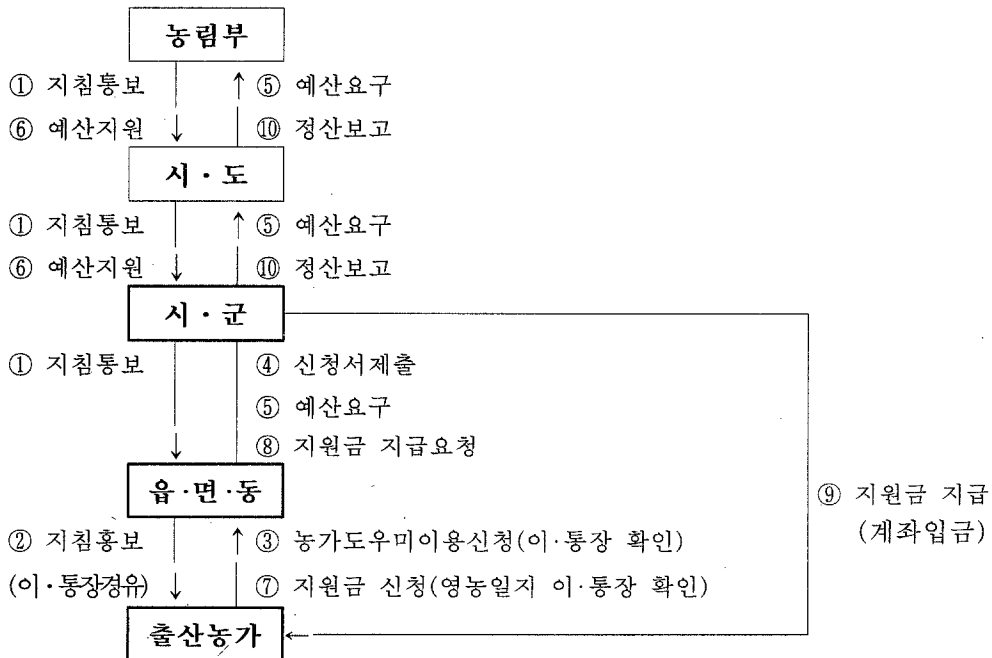 농림부
① 지침통보 ⑤ 예산요구
⑥ 예산지원 ⑩ 정산보고
시·도
① 지침통보 ⑤ 예산요구
⑥ 예산지원 ⑩ 정산보고
시·군
① 지침통보 ④ 신청서제출
⑤ 예산요구
⑧ 지원금 지급요청
읍·면·동
⑨ 지원금 지급
(계좌입금)
② 지침홍보 ③ 농가도우미이용신청(이·통장 확인)
(이·통장경유) ⑦ 지원금 신청(영농일지 이·통장 확인)
출산농가